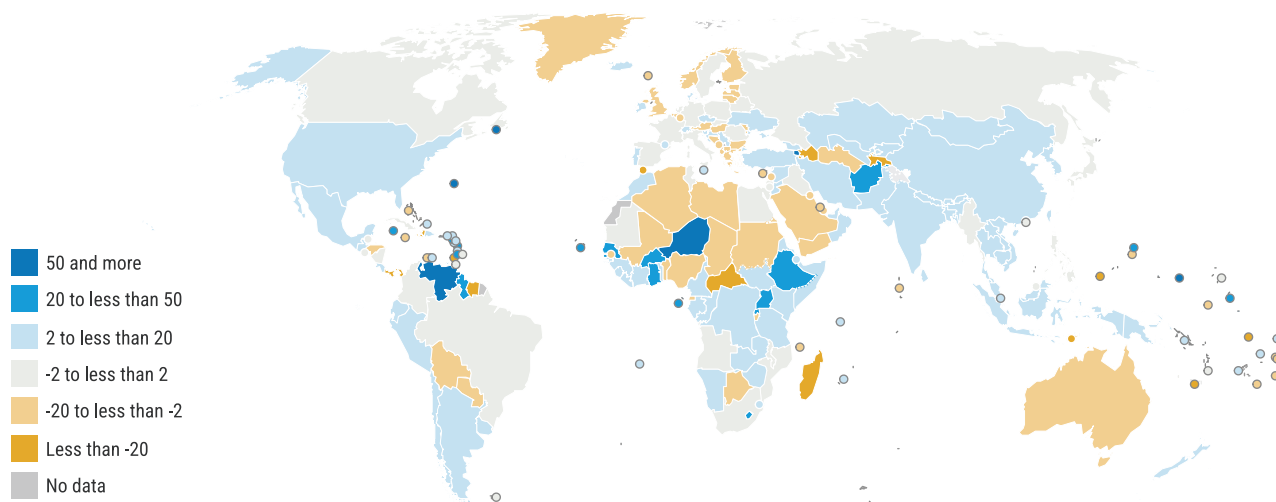 50 and more
20 to less than 50
2 to less than 20
-2 to less than 2
-20 to less than -2
Less than -20
No data